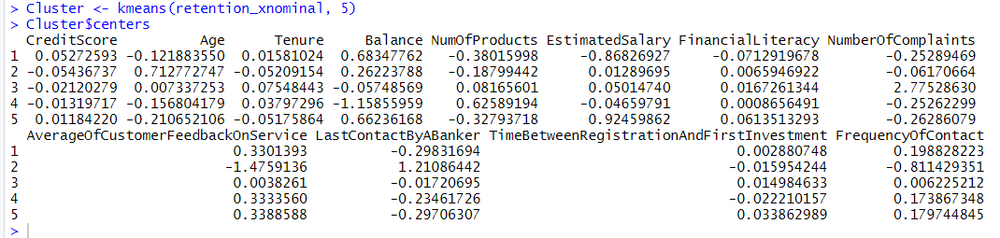 > Cluster <- kmeans(retention_xnominal, 5)
> Cluster$centers
CreditScore Age Tenure Balance NumOfProducts EstimatedSalary FinancialLiteracy NumberOfComplaints
1 0.05272593 -0.121883550 0.01581024 0.68347762 -0.38015998 -0.86826927 -0.0712919678 -0.25289469
2 -0.05436737 0.712772747 -0.05209154 0.26223788 -0.18799442 0.01289695 0.0065946922 -0.06170664
3 -0.02120279 0.007337253 0.07548443 -0.05748569 0.08165601 0.05014740 0.0167261344 2.77528630
4 -0.01319717 -0.156804179 0.03797296 -1.15855959 0.62589194 -0.04659791 0.0008656491 -0.25262299
5 0.01184220 -0.210652106 -0.05175864 0.66236168 -0.32793718 0.92459862 0.0613513293 -0.26286079
AverageOfCustomerFeedbackOnService LastContactByABanker TimeBetweenRegistrationAndFirstInvestment FrequencyOfContact
1 0.3301393 -0.29831694 0.002880748 0.198828223
2 -1.4759136 1.21086442 -0.015954244 -0.811429351
3 0.0038261 -0.01720695 0.014984633 0.006225212
4 0.3333560 -0.23461726 -0.022210157 0.173867348
5 0.3388588 -0.29706307 0.033862989 0.179744845
>